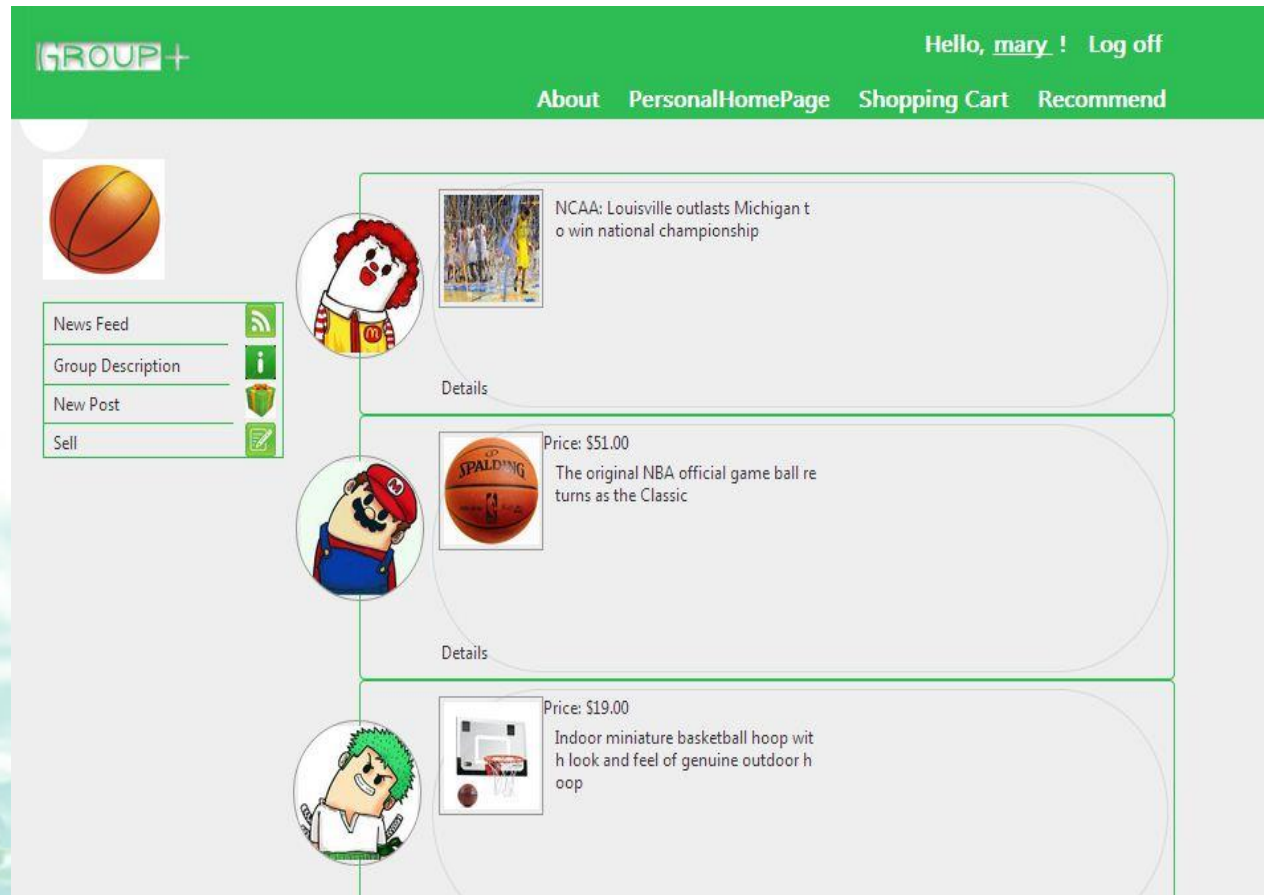 GROUP+
Hello, mary ! Log off
About PersonalHomePage Shopping Cart Recommend
News Feed
Group Description
New Post
Sell
NCAA: Louisville outlasts Michigan t
o win national championship
Details
Price: $51.00
SPALDING
The original NBA official game ball re
turns as the Classic
Details
Price: $19.00
Indoor miniature basketball hoop wit
h look and feel of genuine outdoor h
oop